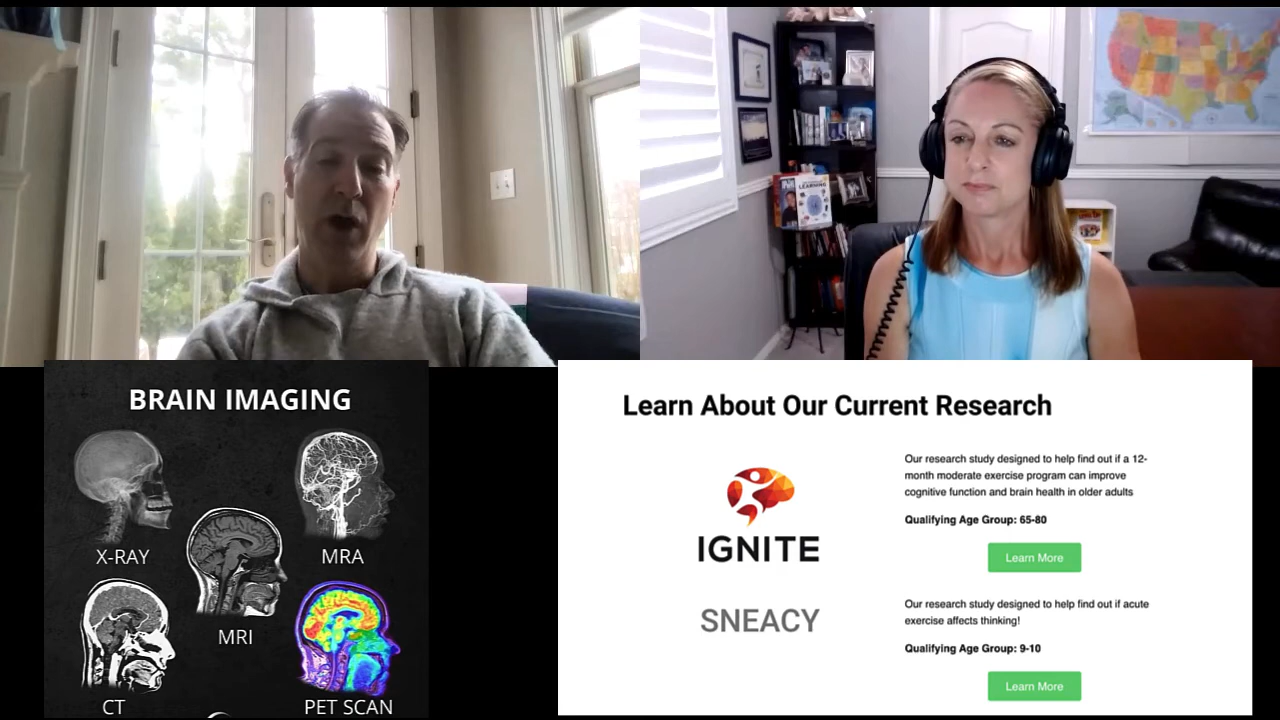 LEARNING
BRAIN IMAGING
X-RAY
MRA
MRI
CT
PET SCAN
Learn About Our Current Research
IGNITE
Our research study designed to help find out if a 12-
month moderate exercise program can improve
cognitive function and brain health in older adults
Qualifying Age Group: 65-80
Learn More
SNEACY
Our research study designed to help find out if acute
exercise affects thinking!
Qualifying Age Group: 9-10
Learn More